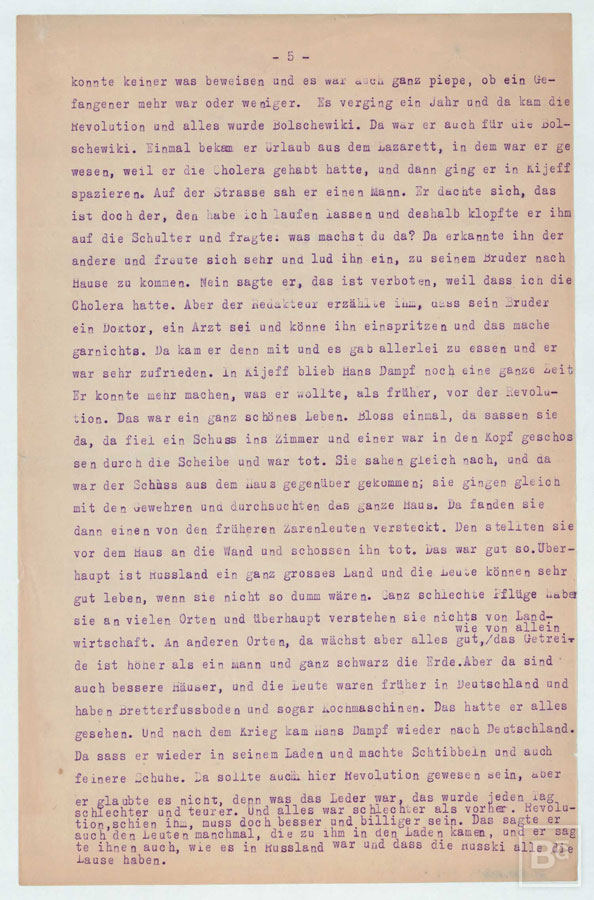 - 5 -
konnte keiner was beweisen und es war auch ganz piepe, ob ein Ge-
fangener mehr war oder weniger. Es verging ein Jahr und da kam die
Revolution und alles wurde Bolschewiki. Da war er auch für die Bol-
schewiki. Einmal bekam er Urlaub aus dem Lazarett, in dem war er ge
wesen, weil er die Cholera gehabt hatte, und dann ging er in Kijeff
spazieren. Auf der Strasse sah er einen Mann. Er dachte sich, das
ist doch der, den habe ich laufen lassen und deshalb klopfte er ihm
auf die Schulter und fragte: was machst du da? Da erkannte ihn der
andere und freute sich sehr und lud ihn ein, zu seinem Bruder nach
Hause zu kommen. Nein sagte er, das ist verboten, weil dass ich die
Cholera hatte. Aber der Redakteur erzählte ihm, dass sein Bruder
ein Doktor, ein Arzt sei und könne ihn einspritzen und das mache
garnichts. Da kam er denn mit und es gab allerlei zu essen und er
war sehr zufrieden. In Kijeff blieb Hans Dampf noch eine ganze Zeit
Er konnte mehr machen, was er wollte, als früher, vor der Revolu-
tion. Das war ein ganz schönes Leben. Bloss einmal, da sassen sie
da, da fiel ein Schuss ins Zimmer und einer war in den Kopf geschos
sen durch die Scheibe und war tot. Sie sahen gleich nach, und da
war der Schuss aus dem Haus gegenüber gekommen; sie gingen gleich
mit den Gewehren und durchsuchten das ganze Haus. Da fanden sie
dann einen von den früheren Zarenleuten versteckt. Den stellten sie
vor dem Haus an die Wand und schossen ihn tot. Das war gut so.Über-
haupt ist Russland ein ganz grosses Land und die Leute können sehr
gut leben, wenn sie nicht so dumm wären. Ganz schlechte Pflüge haben
sie an vielen Orten und überhaupt verstehen sie nichts von Land-
wie von allein
wirtschaft. An anderen Orten, da wächst aber alles gut,/das Getrei-
de ist höher als ein Mann und ganz schwarz die Erde.Aber da sind
auch bessere Häuser, und die Leute waren früher in Deutschland und
haben Bretterfussboden und sogar Kochmaschinen. Das hatte er alles
gesehen. Und nach dem Krieg kam Hans Dampf wieder nach Deutschland.
Da sass er wieder in seinem Laden und machte Schtibbeln und auch
feinere Schuhe. Da sollte auch hier Revolution gewesen sein, aber
er glaubte es nicht, denn was das Leder war, das wurde jeden Tag
schlechter und teurer. Und alles war schlechter als vorher. Revolu-
tion,schien ihm, muss doch besser und billiger sein. Das sagte er
auch den Leuten manchmal, die zu ihm in den Laden kamen, und er sag
te ihnen auch, wie es in Russland war und dass die Russki alle die
Lause haben.